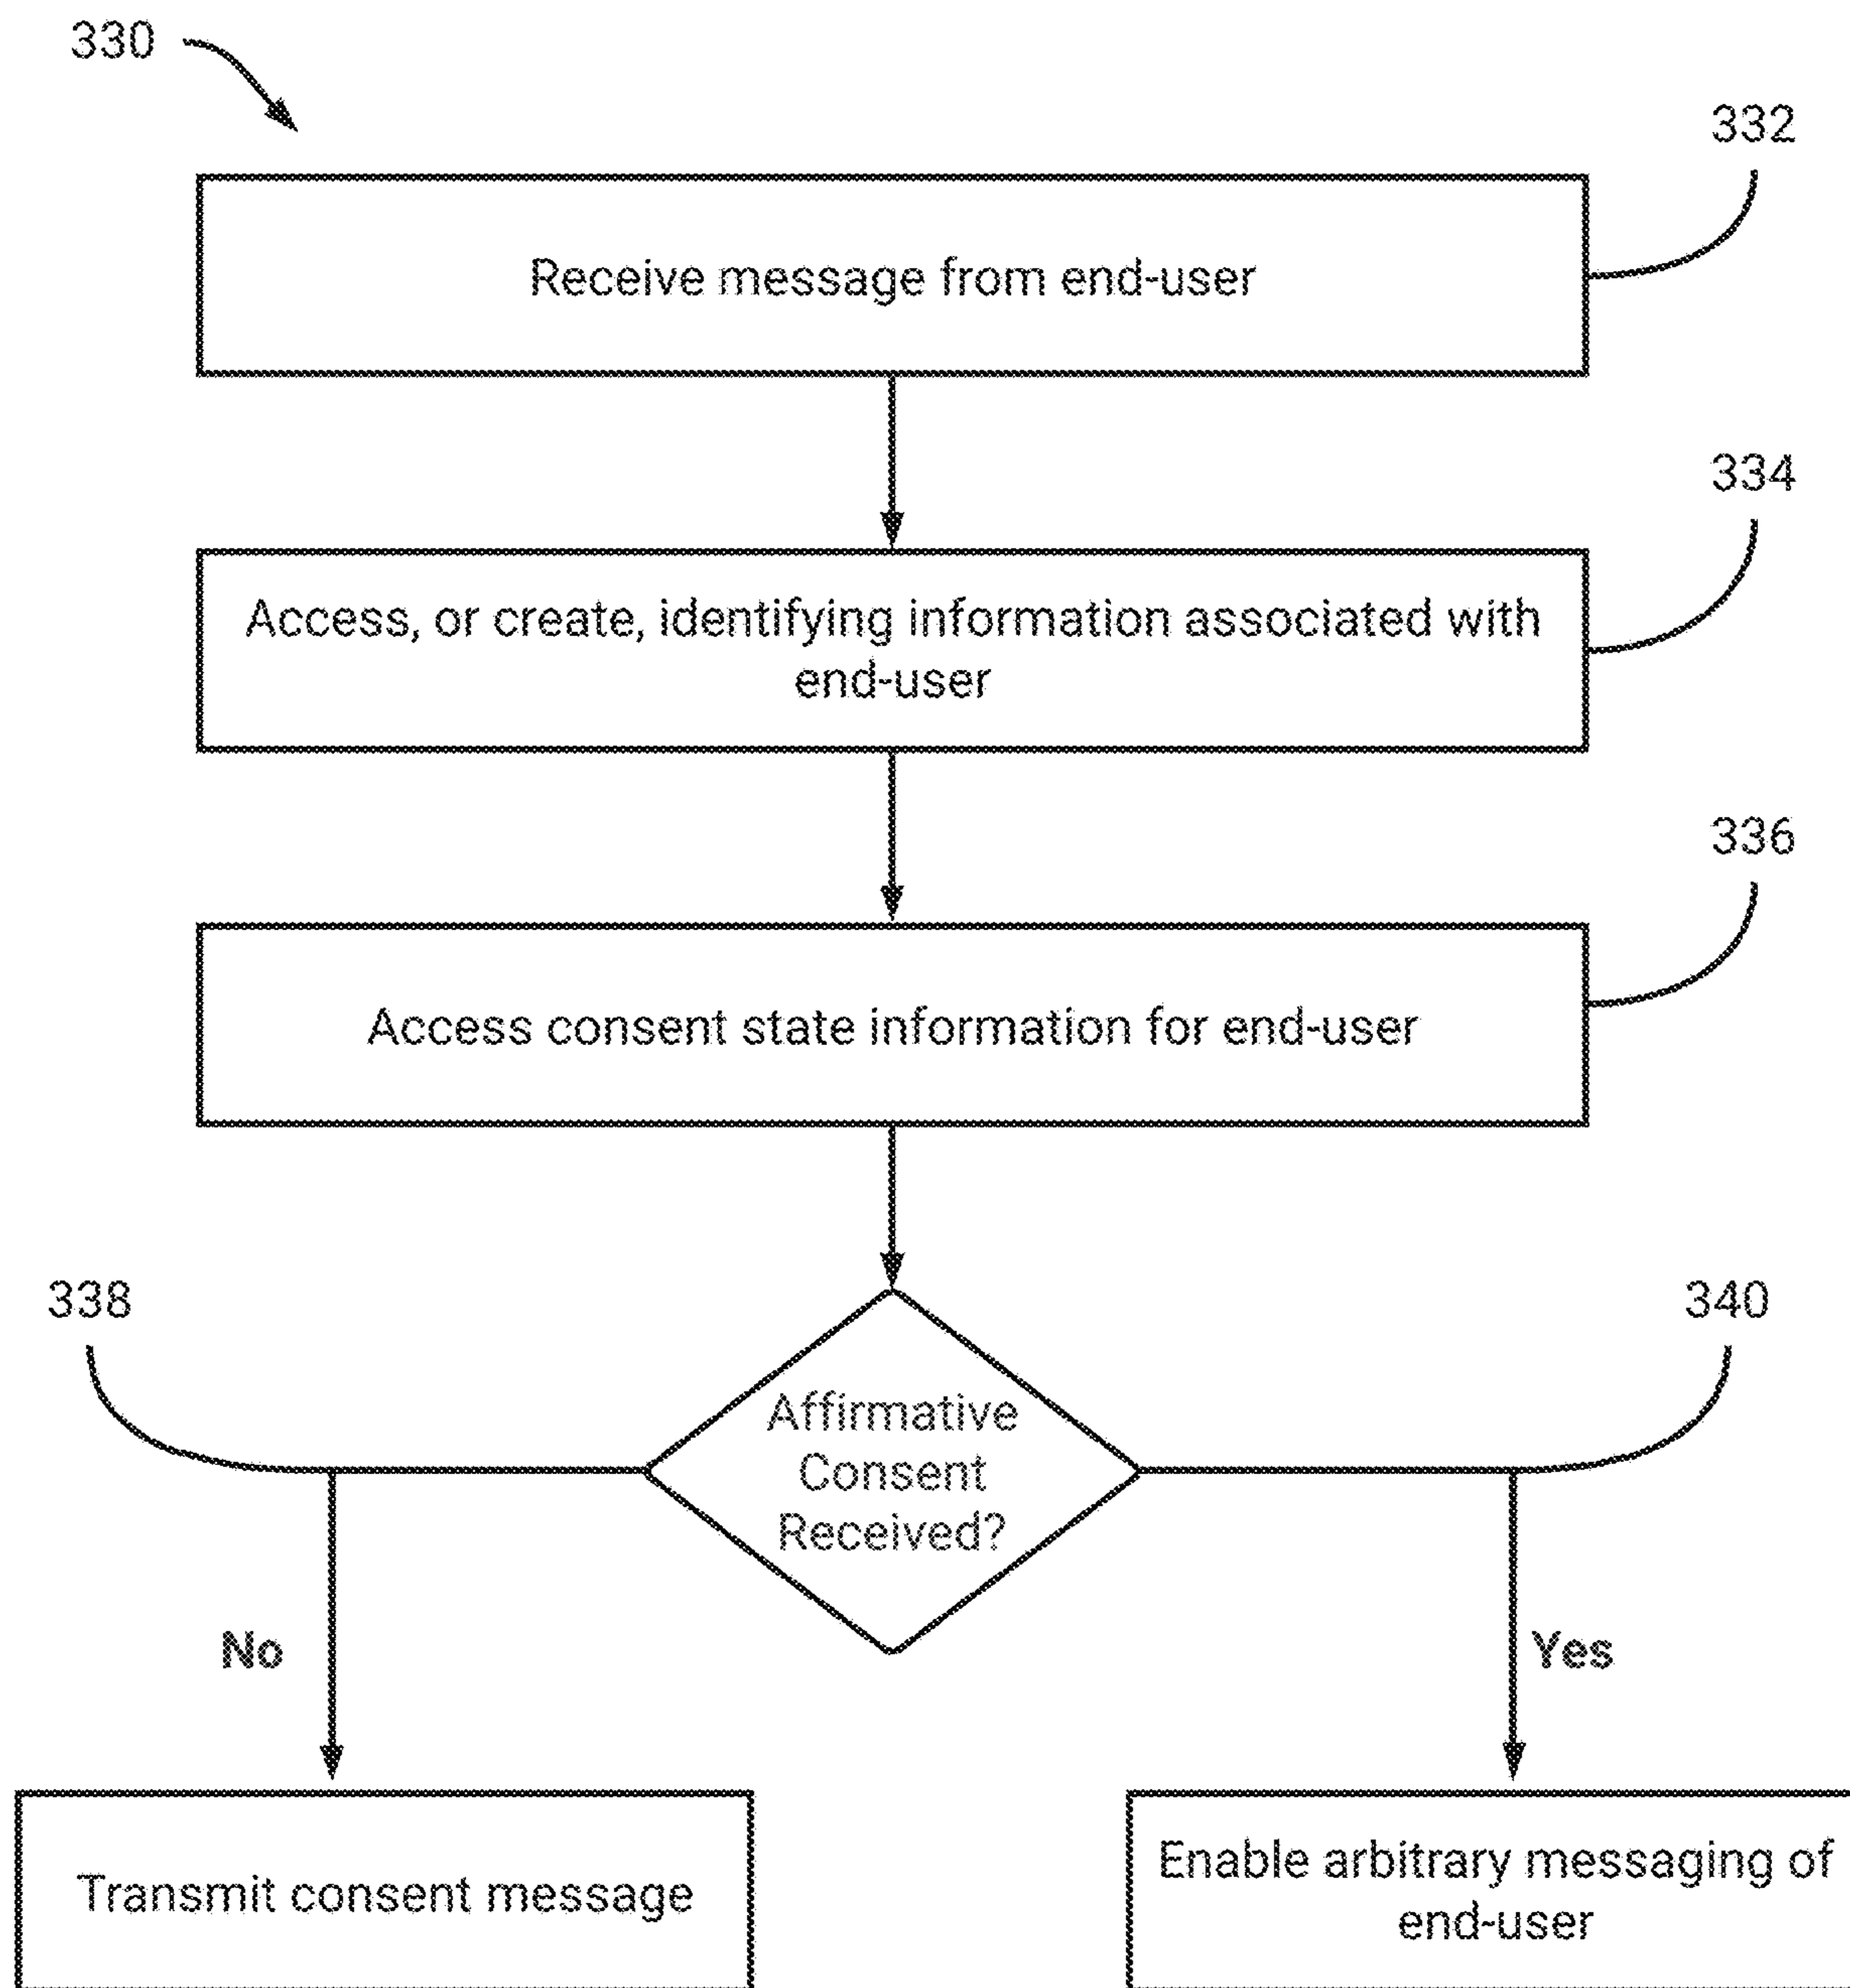 330
332
Receive message from end-user
334
Access, or create, identifying information associated with
end-user
336
Access consent state information for end-user
338
340
Affirmative
Consent
Received?
No
Yes
Transmit consent message
Enable arbitrary messaging of
end-user